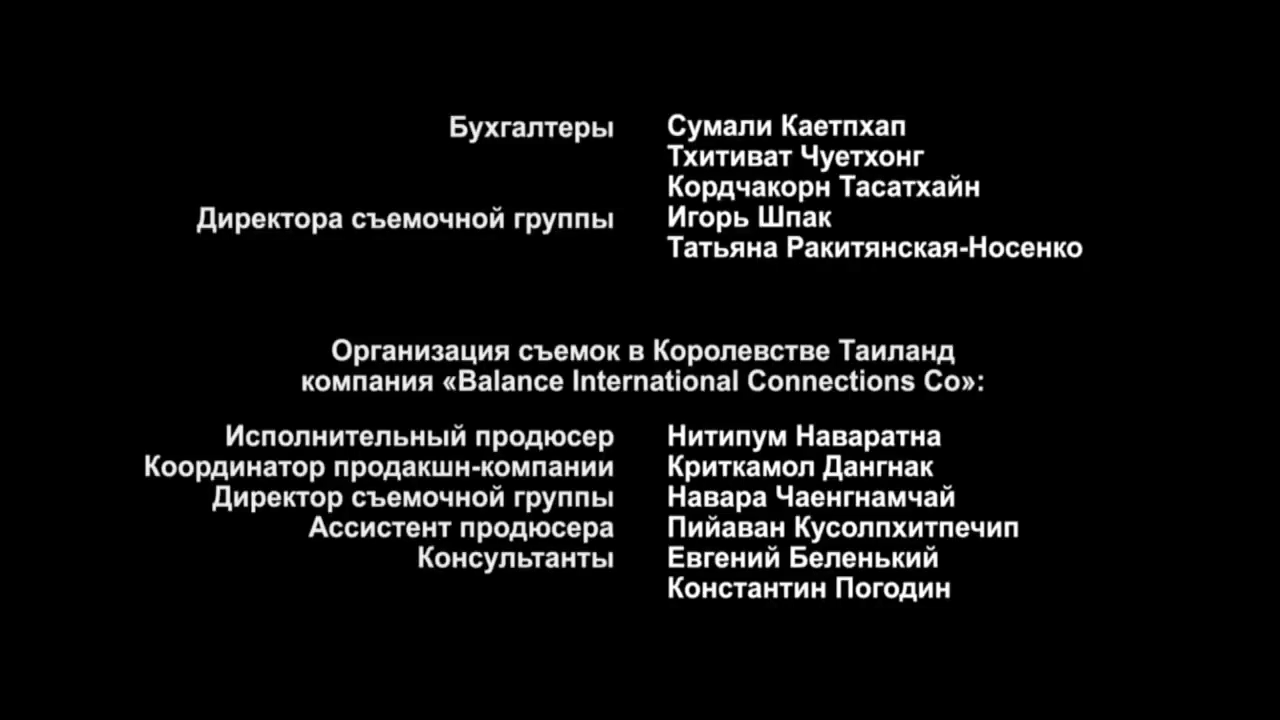 Бухгалтеры Сумали Каетпхап
Тхитиват Чуетхонг
Кордчакорн Тасатхайн
Директора съемочной группы Игорь Шпак
Татьяна Ракитянская-Носенко
Организация съемок в Королевстве Таиланд
компания «Balance International Connections Co»:
Исполнительный продюсер Нитипум Наваратна
Координатор продакшн-компании Криткамол Дангнак
Директор съемочной группы Навара Чаенгнамчай
Ассистент продюсера Пийаван Кусолпхитпечип
Консультанты Евгений Беленький
Константин Погодин